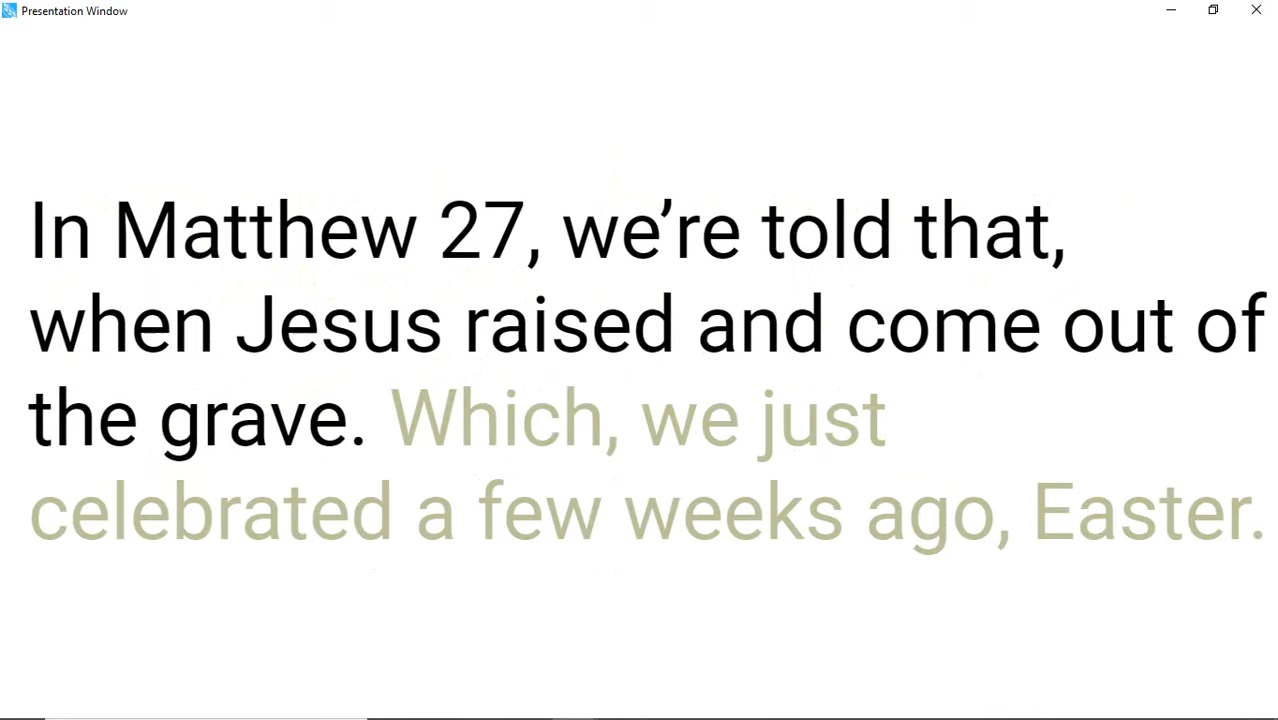 Presentation Window
In Matthew 27, we’re told that,
when Jesus raised and come out of
the grave. Which, we just
celebrated a few weeks ago, Easter.